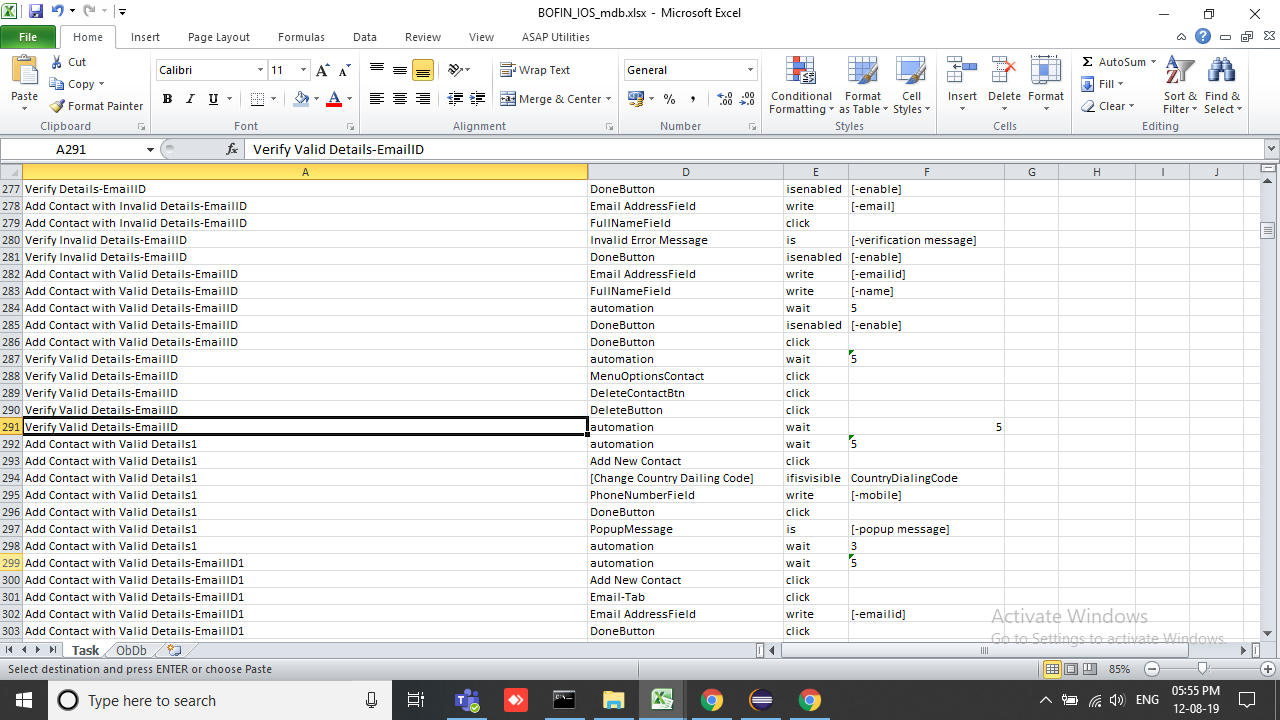 BOFIN_IOS_mdb.xlsx - Microsoft Excel
File Home Insert Page Layout Formulas Data Review View ASAP Utilities
Paste Cut Copy Format Painter Clipboard
Calibri 11 B I U A A A Font
Wrap Text Merge & Center Alignment
General % , .00 .0 Number
Conditional Formatting Format as Table Cell Styles Styles
Insert Delete Format Cells
Σ AutoSum Fill Clear Sort & Filter Find & Select Editing
A291 fx Verify Valid Details-EmailID
A D E F G H I J
277 Verify Details-EmailID DoneButton isenabled [-enable]
278 Add Contact with Invalid Details-EmailID Email AddressField write [-email]
279 Add Contact with Invalid Details-EmailID FullNameField click
280 Verify Invalid Details-EmailID Invalid Error Message is [-verification message]
281 Verify Invalid Details-EmailID DoneButton isenabled [-enable]
282 Add Contact with Valid Details-EmailID Email AddressField write [-emailid]
283 Add Contact with Valid Details-EmailID FullNameField write [-name]
284 Add Contact with Valid Details-EmailID automation wait 5
285 Add Contact with Valid Details-EmailID DoneButton isenabled [-enable]
286 Add Contact with Valid Details-EmailID DoneButton click
287 Verify Valid Details-EmailID automation wait 5
288 Verify Valid Details-EmailID MenuOptionsContact click
289 Verify Valid Details-EmailID DeleteContactBtn click
290 Verify Valid Details-EmailID DeleteButton click
291 Verify Valid Details-EmailID automation wait 5
292 Add Contact with Valid Details1 automation wait 5
293 Add Contact with Valid Details1 Add New Contact click
294 Add Contact with Valid Details1 [Change Country Dailing Code] ifisvisible CountryDialingCode
295 Add Contact with Valid Details1 PhoneNumberField write [-mobile]
296 Add Contact with Valid Details1 DoneButton click
297 Add Contact with Valid Details1 PopupMessage is [-popup message]
298 Add Contact with Valid Details1 automation wait 3
299 Add Contact with Valid Details-EmailID1 automation wait 5
300 Add Contact with Valid Details-EmailID1 Add New Contact click
301 Add Contact with Valid Details-EmailID1 Email-Tab click
302 Add Contact with Valid Details-EmailID1 Email AddressField write [-emailid]
303 Add Contact with Valid Details-EmailID1 DoneButton click
Activate Windows
Go to Settings to activate Windows.
Task ObDb
Select destination and press ENTER or choose Paste 85%
Type here to search ENG 05:55 PM
12-08-19